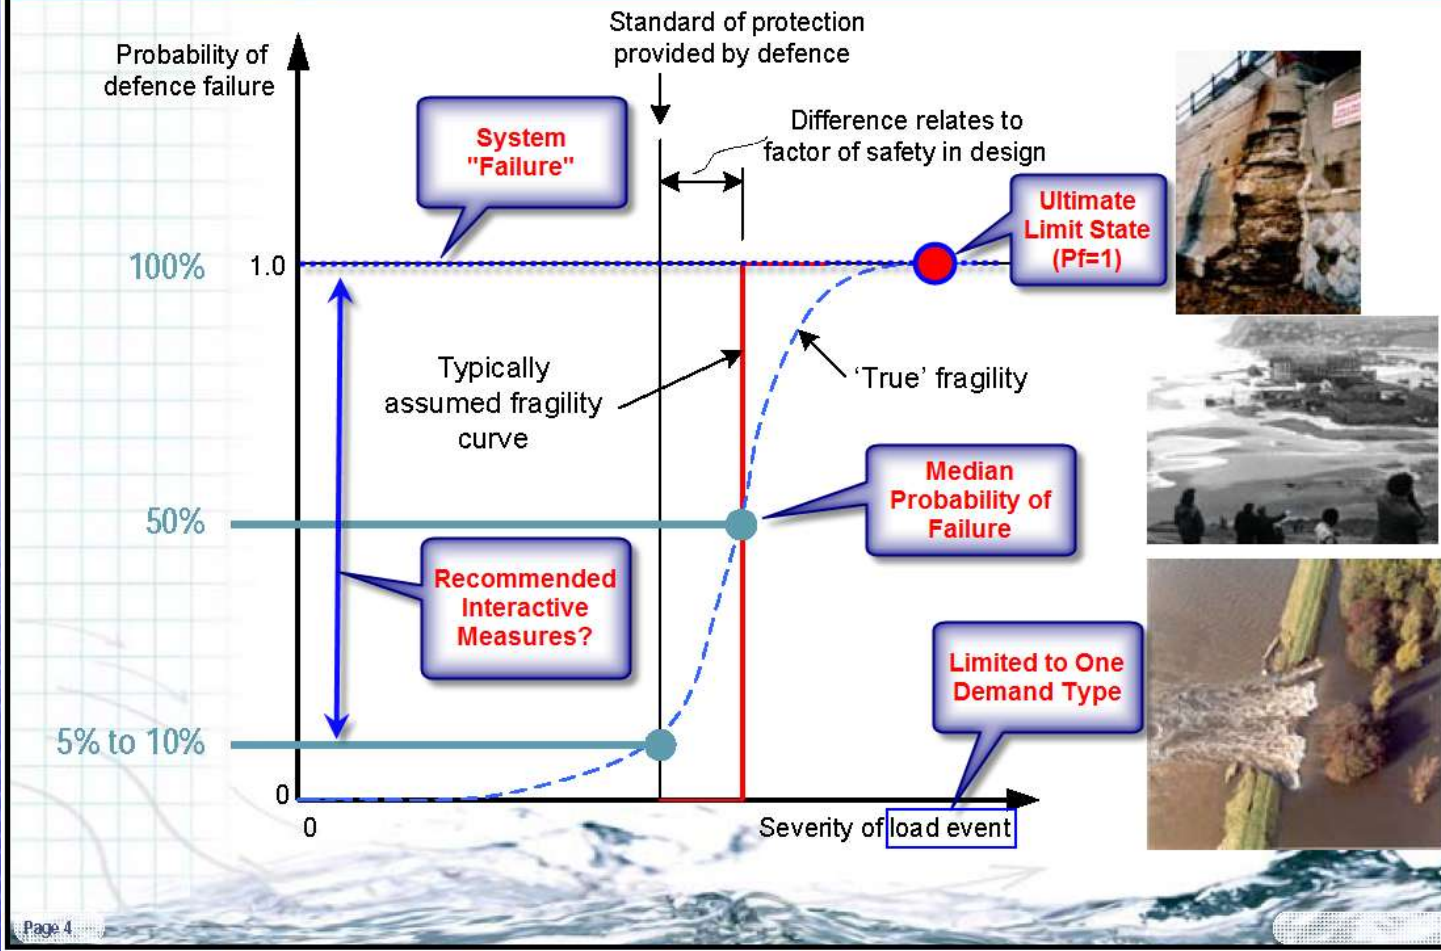 Standard of protection
provided by defence
Probability of
defence failure
System
"Failure"
Difference relates to
factor of safety in design
Ultimate
Limit State
(Pf=1)
100%
1.0
Typically
assumed fragility
curve
‘True’ fragility
Median
Probability of
Failure
50%
Recommended
Interactive
Measures?
Limited to One
Demand Type
5% to 10%
0
0
Severity of load event
Page 4